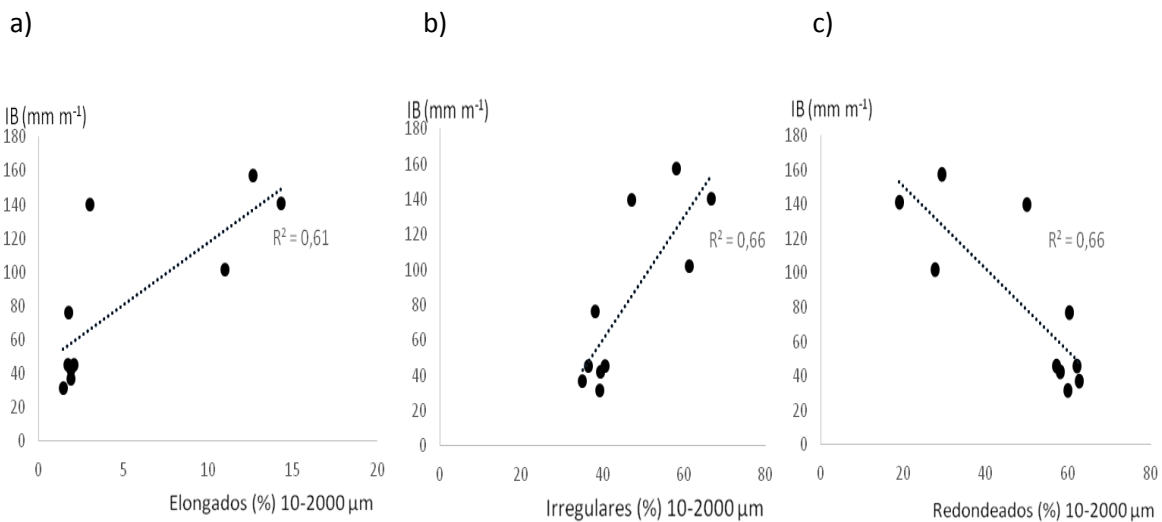 a)
b)
c)
IB (mm m⁻¹)
180
160
140
120
100
80
60
40
20
0
R² = 0,61
0 5 10 15 20
Elongados (%) 10-2000 µm
IB (mm m⁻¹)
180
160
140
120
100
80
60
40
20
0
R² = 0,66
0 20 40 60 80
Irregulares (%) 10-2000 µm
IB (mm m⁻¹)
180
160
140
120
100
80
60
40
20
0
R² = 0,66
0 20 40 60 80
Redondeados (%) 10-2000 µm